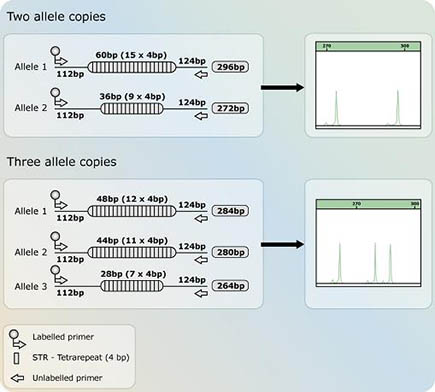 Two allele copies
60bp (15 x 4bp)
Allele 1
112bp
124bp
296bp
36bp (9 x 4bp)
Allele 2
112bp
124bp
272bp
270
300
Three allele copies
48bp (12 x 4bp)
Allele 1
112bp
124bp
284bp
44bp (11 x 4bp)
Allele 2
112bp
124bp
280bp
28bp (7 x 4bp)
Allele 3
112bp
124bp
264bp
270
300
Labelled primer
STR - Tetrarepeat (4 bp)
Unlabelled primer